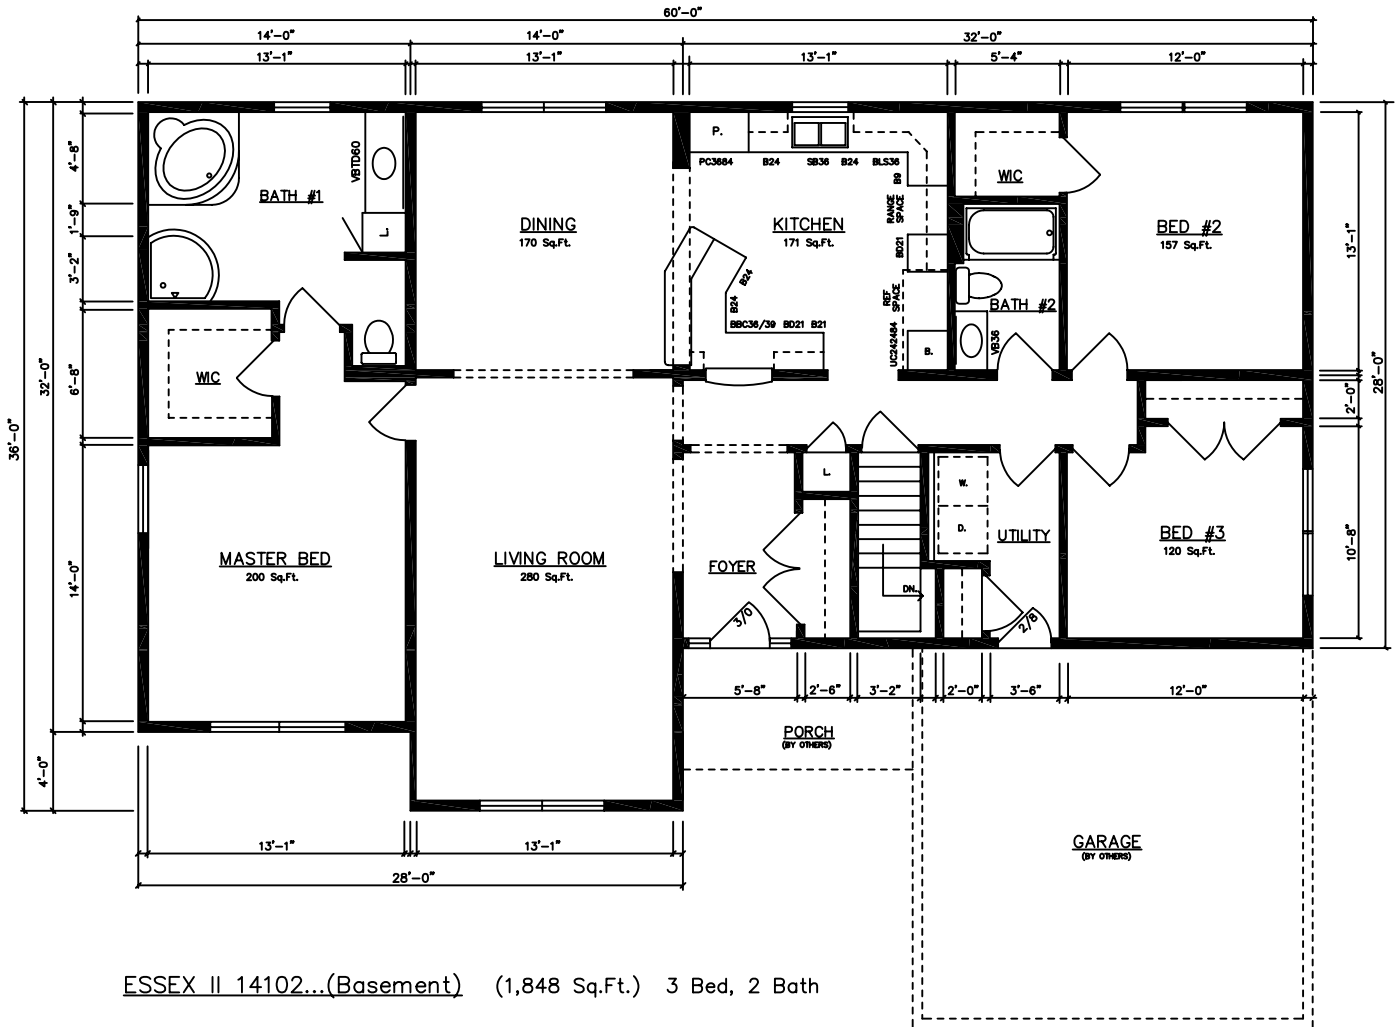 60'-0"
14'-0" 14'-0" 32'-0"
13'-1" 13'-1" 13'-1" 5'-4" 12'-0"
36'-0"
32'-0"
4'-0"
4'-8"
1'-9"
3'-2"
6'-8"
14'-0"
BATH #1
VBTD60
L.
WIC
MASTER BED
200 Sq.Ft.
DINING
170 Sq.Ft.
LIVING ROOM
280 Sq.Ft.
P.
PC3684 B24 SB36 B24 BLS36
B9
RANGE
SPACE
BD21
REF
SPACE
UC242484
B.
KITCHEN
171 Sq.Ft.
B24
B24
BBC36/39 BD21 B21
WIC
BATH #2
VB36
BED #2
157 Sq.Ft.
L.
FOYER
3/0
DN.
W.
D.
UTILITY
2/8
BED #3
120 Sq.Ft.
13'-1"
2'-0"
10'-8"
28'-0"
5'-8" 2'-6" 3'-2" 2'-0" 3'-6" 12'-0"
PORCH
(BY OTHERS)
GARAGE
(BY OTHERS)
13'-1" 13'-1"
28'-0"
ESSEX II 14102...(Basement) (1,848 Sq.Ft.) 3 Bed, 2 Bath